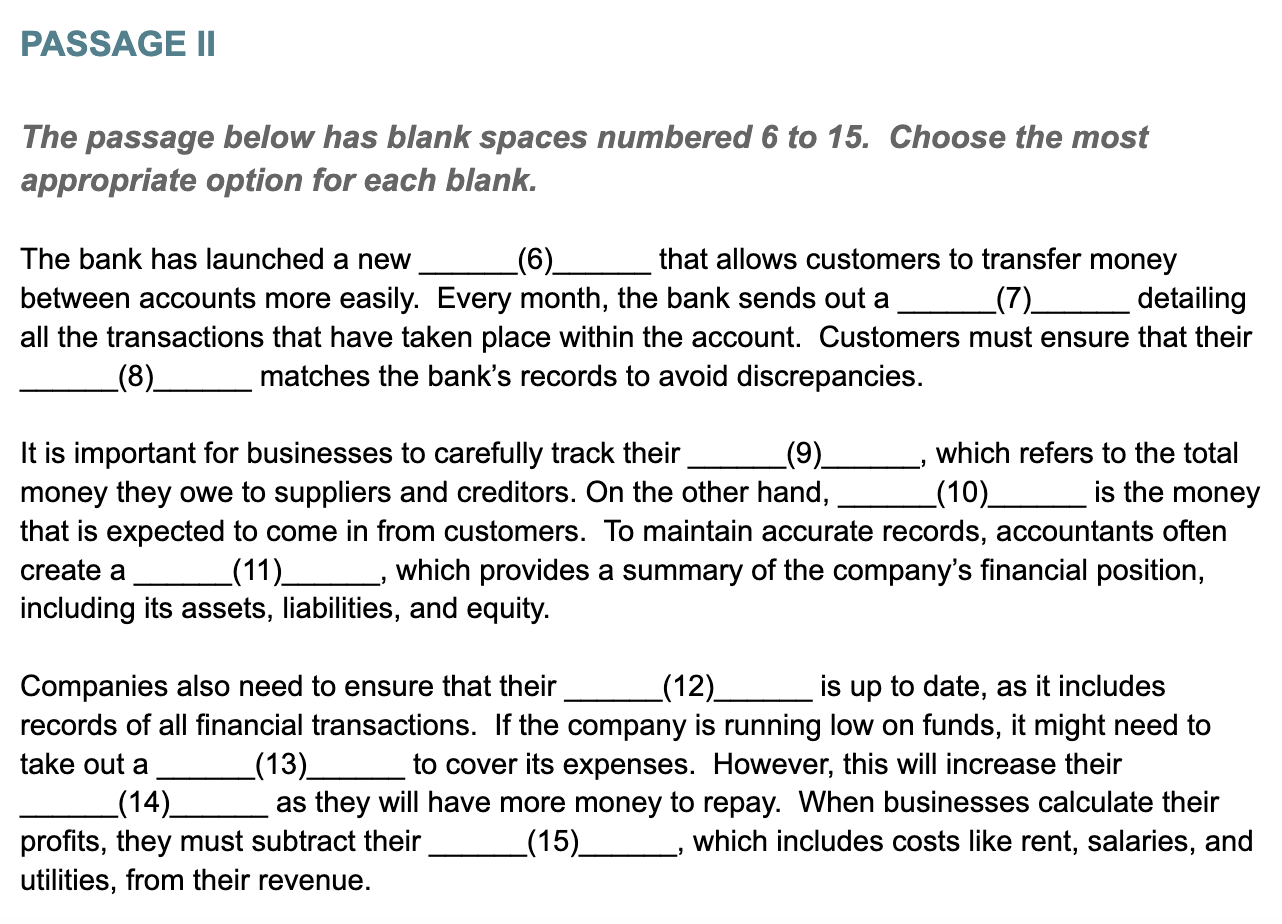 PASSAGE II
The passage below has blank spaces numbered 6 to 15.  Choose the most
appropriate option for each blank.
The bank has launched a new ______(6)______ that allows customers to transfer money
between accounts more easily.  Every month, the bank sends out a ______(7)______ detailing
all the transactions that have taken place within the account.  Customers must ensure that their
______(8)______ matches the bank’s records to avoid discrepancies.
It is important for businesses to carefully track their ______(9)______, which refers to the total
money they owe to suppliers and creditors. On the other hand, ______(10)______ is the money
that is expected to come in from customers.  To maintain accurate records, accountants often
create a ______(11)______, which provides a summary of the company’s financial position,
including its assets, liabilities, and equity.
Companies also need to ensure that their ______(12)______ is up to date, as it includes
records of all financial transactions.  If the company is running low on funds, it might need to
take out a ______(13)______ to cover its expenses.  However, this will increase their
______(14)______ as they will have more money to repay.  When businesses calculate their
profits, they must subtract their ______(15)______, which includes costs like rent, salaries, and
utilities, from their revenue.